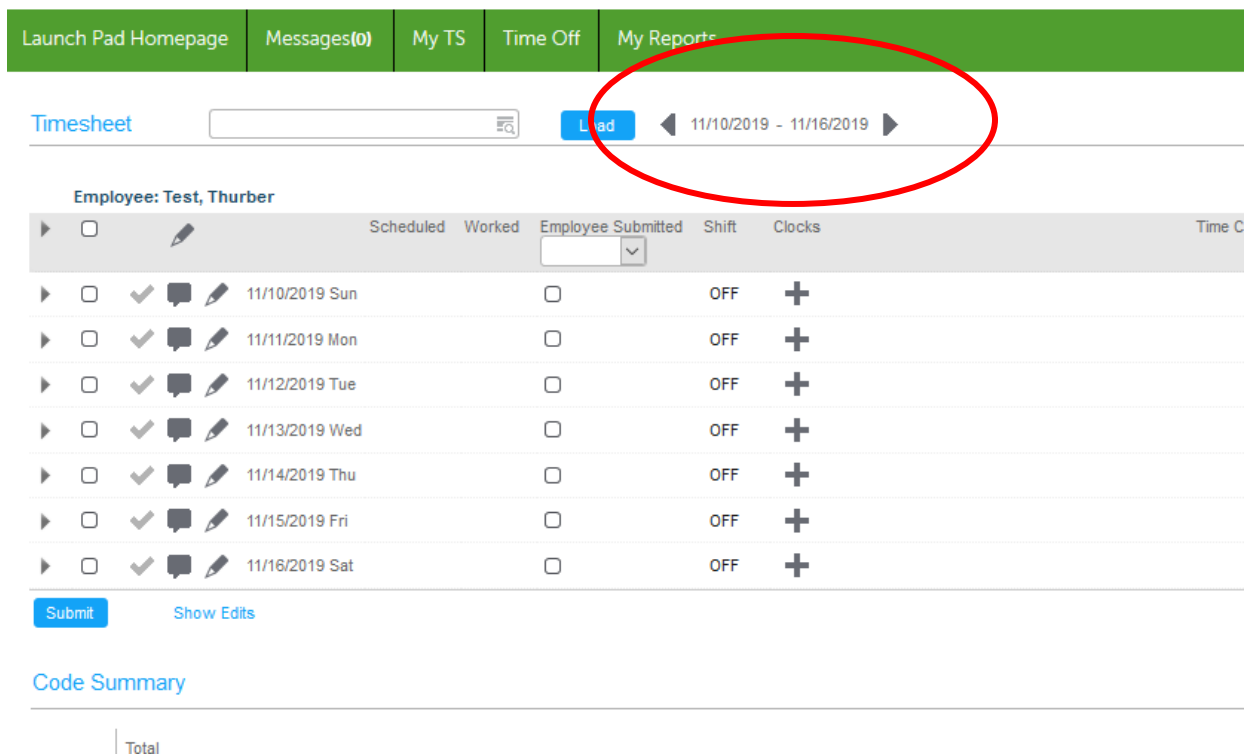 Launch Pad Homepage Messages(0) My TS Time Off My Reports
Timesheet Load 11/10/2019 - 11/16/2019
Employee: Test, Thurber
Scheduled Worked Employee Submitted Shift Clocks Time C
11/10/2019 Sun OFF
11/11/2019 Mon OFF
11/12/2019 Tue OFF
11/13/2019 Wed OFF
11/14/2019 Thu OFF
11/15/2019 Fri OFF
11/16/2019 Sat OFF
Submit Show Edits
Code Summary
Total